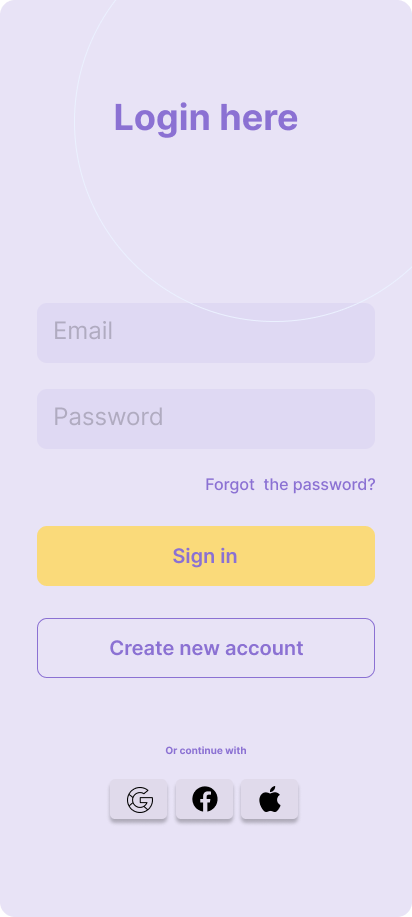 Login here
Email
Password
Forgot  the password?
Sign in
Create new account
Or continue with